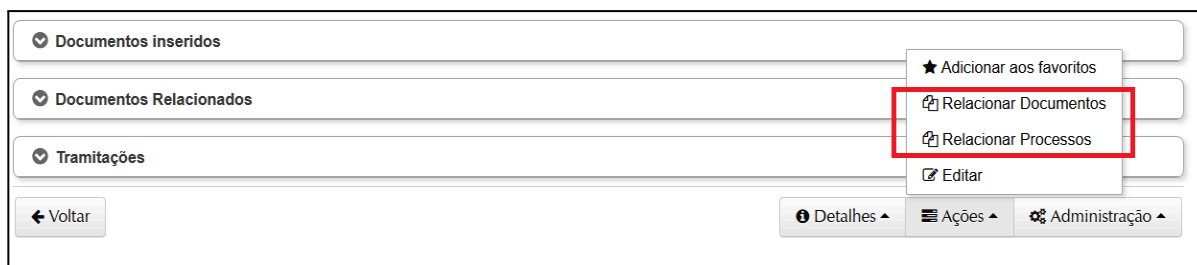 Documentos inseridos
Adicionar aos favoritos
Documentos Relacionados
Relacionar Documentos
Relacionar Processos
Tramitações
Editar
Voltar
Detalhes
Ações
Administração